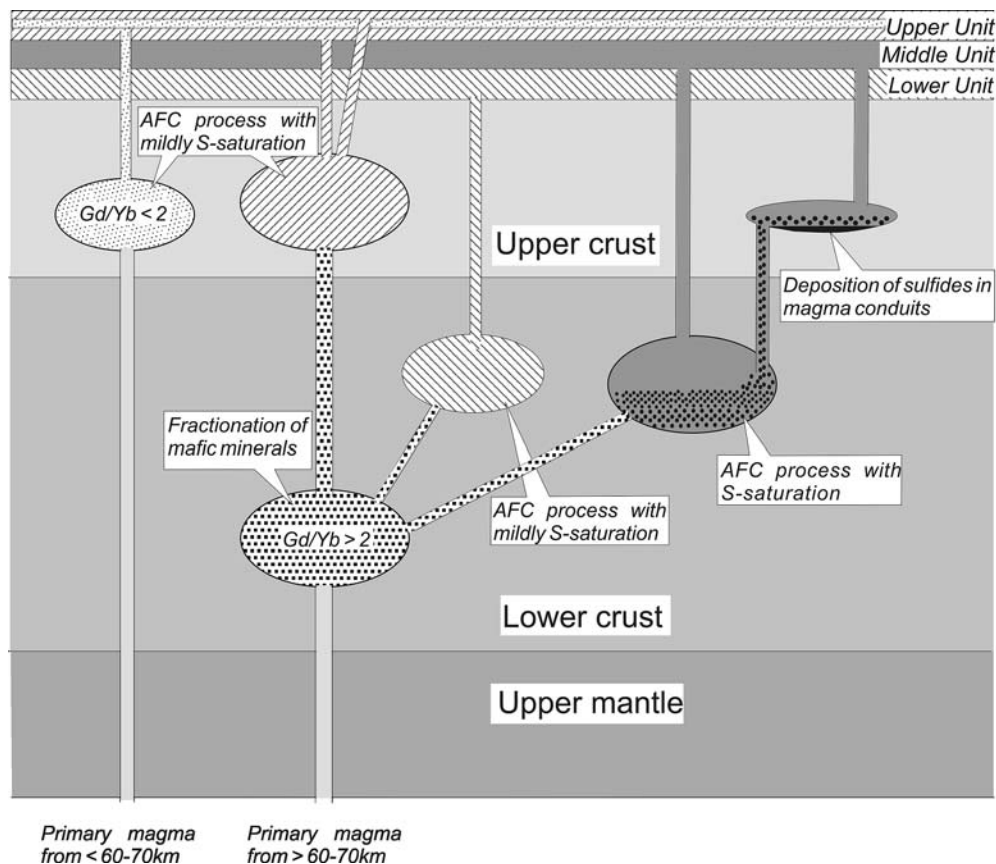 Upper Unit
Middle Unit
Lower Unit
AFC process with
mildly S-saturation
Gd/Yb < 2
Upper crust
Deposition of sulfides in
magma conduits
Fractionation of
mafic minerals
AFC process with
S-saturation
AFC process with
mildly S-saturation
Gd/Yb > 2
Lower crust
Upper mantle
Primary magma
from < 60-70km
Primary magma
from > 60-70km